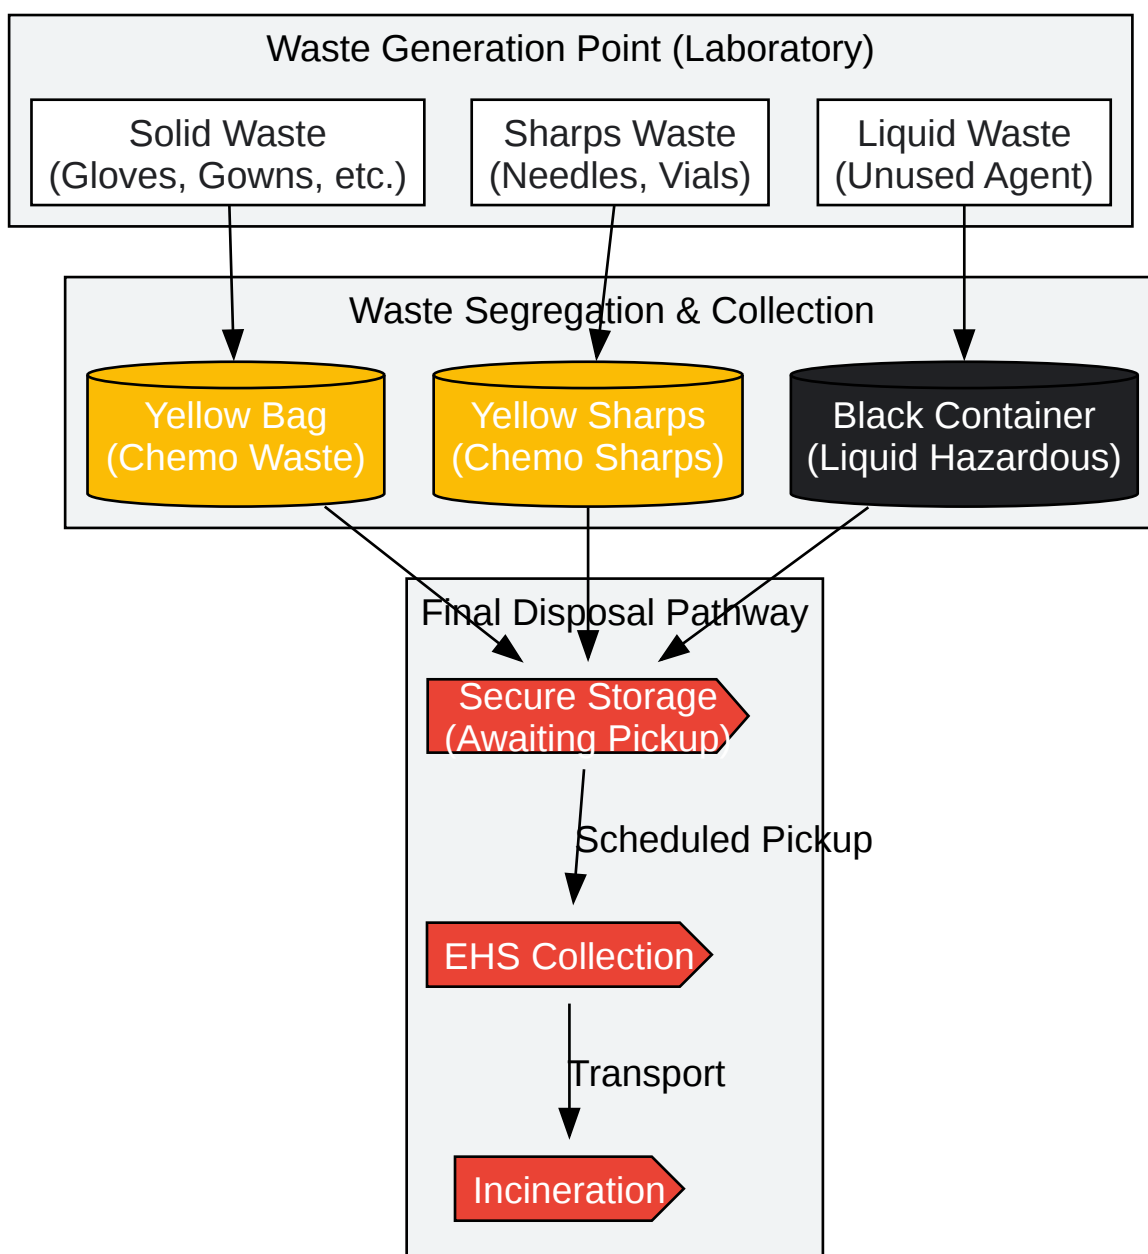 Waste Generation Point (Laboratory)
Solid Waste
(Gloves, Gowns, etc.)
Sharps Waste
(Needles, Vials)
Liquid Waste
(Unused Agent)
Waste Segregation & Collection
Yellow Bag
(Chemo Waste)
Yellow Sharps
(Chemo Sharps)
Black Container
(Liquid Hazardous)
Final Disposal Pathway
Secure Storage
(Awaiting Pickup)
Scheduled Pickup
EHS Collection
Transport
Incineration